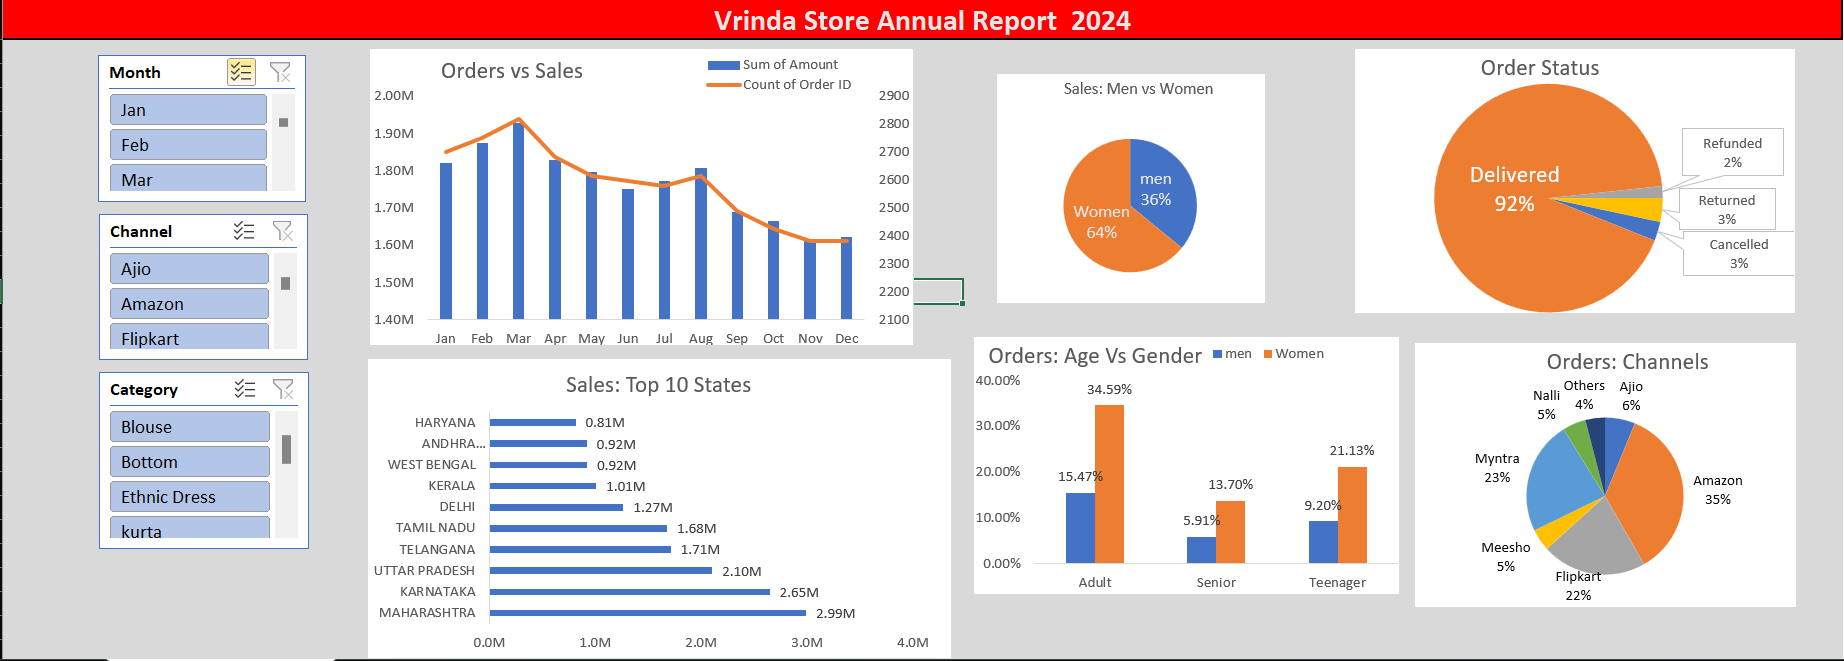 Vrinda Store Annual Report  2024
Month
Jan
Feb
Mar
Channel
Ajio
Amazon
Flipkart
Category
Blouse
Bottom
Ethnic Dress
kurta
Orders vs Sales
Sum of Amount
Count of Order ID
2.00M
1.90M
1.80M
1.70M
1.60M
1.50M
1.40M
2900
2800
2700
2600
2500
2400
2300
2200
2100
Jan Feb Mar Apr May Jun Jul Aug Sep Oct Nov Dec
Sales: Top 10 States
HARYANA 0.81M
ANDHRA... 0.92M
WEST BENGAL 0.92M
KERALA 1.01M
DELHI 1.27M
TAMIL NADU 1.68M
TELANGANA 1.71M
UTTAR PRADESH 2.10M
KARNATAKA 2.65M
MAHARASHTRA 2.99M
0.0M 1.0M 2.0M 3.0M 4.0M
Sales: Men vs Women
men
36%
Women
64%
Order Status
Delivered
92%
Refunded
2%
Returned
3%
Cancelled
3%
Orders: Age Vs Gender
men Women
40.00%
30.00%
20.00%
10.00%
0.00%
15.47%
34.59%
5.91%
13.70%
9.20%
21.13%
Adult Senior Teenager
Orders: Channels
Ajio
6%
Amazon
35%
Flipkart
22%
Meesho
5%
Myntra
23%
Nalli
5%
Others
4%